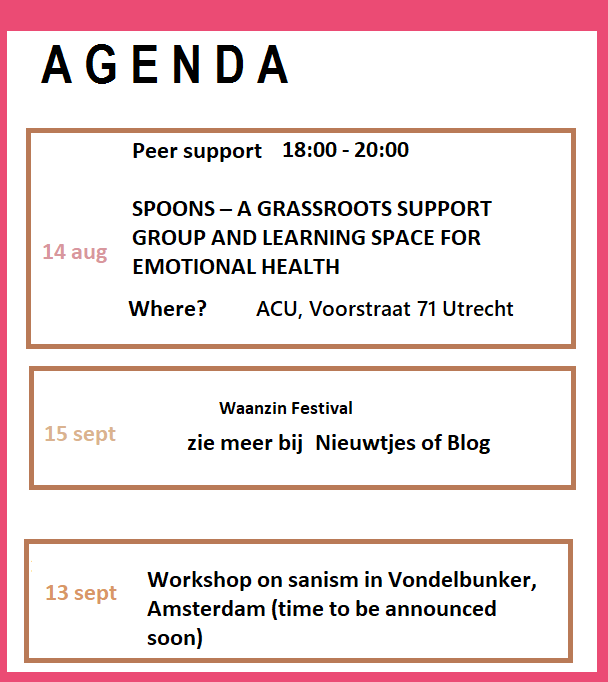 AGENDA
Peer support 18:00 - 20:00
14 aug
SPOONS – A GRASSROOTS SUPPORT
GROUP AND LEARNING SPACE FOR
EMOTIONAL HEALTH
Where? ACU, Voorstraat 71 Utrecht
15 sept
Waanzin Festival
zie meer bij Nieuwtjes of Blog
13 sept
Workshop on sanism in Vondelbunker,
Amsterdam (time to be announced
soon)